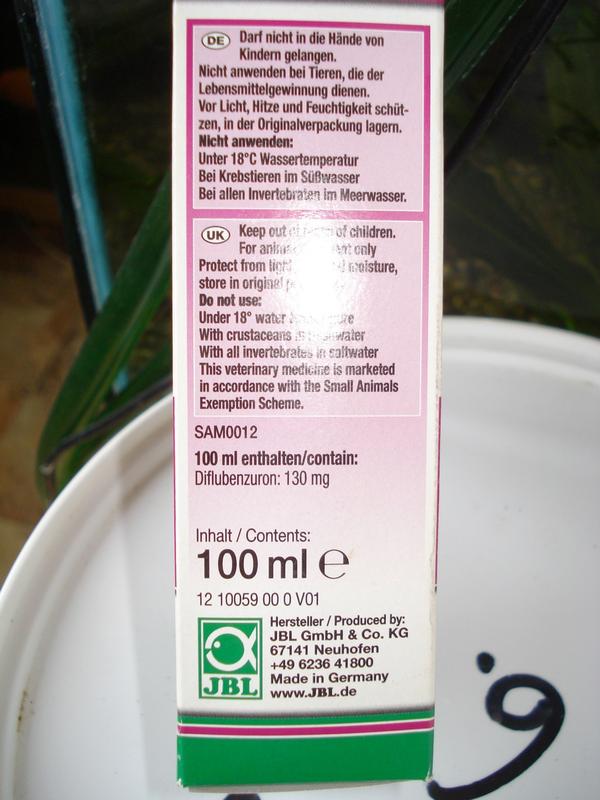 DE
Darf nicht in die Hände von
Kindern gelangen.
Nicht anwenden bei Tieren, die der
Lebensmittelgewinnung dienen.
Vor Licht, Hitze und Feuchtigkeit schüt-
zen, in der Originalverpackung lagern.
Nicht anwenden:
Unter 18°C Wassertemperatur
Bei Krebstieren im Süßwasser
Bei allen Invertebraten im Meerwasser.
UK
Keep out of reach of children.
For only
Protect from moisture,
store in original
Do not use:
Under 18° water
With crustaceans
With all invertebrates in saltwater
This veterinary medicine is marketed
in accordance with the Small Animals
Exemption Scheme.
SAM0012
100 ml enthalten/contain:
Diflubenzuron: 130 mg
Inhalt / Contents:
100 ml e
12 10059 00 0 V01
Hersteller / Produced by:
JBL GmbH & Co. KG
67141 Neuhofen
+49 6236 41800
Made in Germany
www.JBL.de
JBL